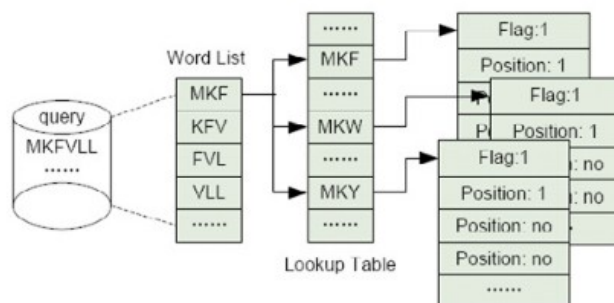 Word List
query
MKFVLL
......
MKF
KFV
FVL
VLL
......
......
MKF
......
MKW
......
MKY
......
Lookup Table
Flag:1
Position: 1
Flag:1
Position: 1
: no
Flag:1
Position: 1
Position: no
Position: no
......